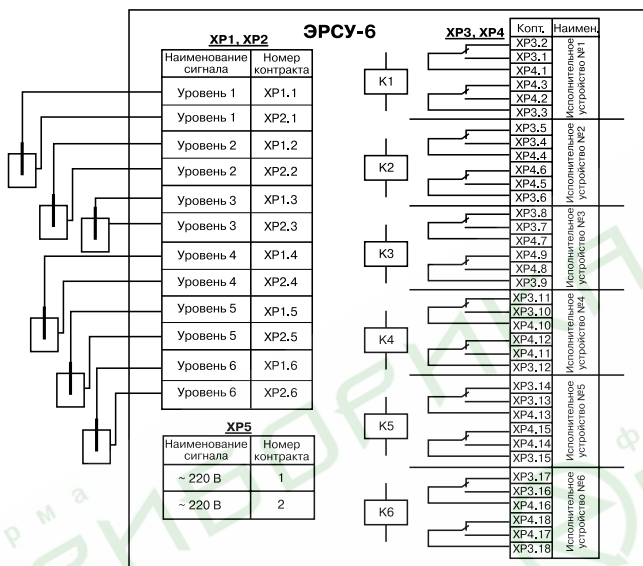 ЭРСУ-6
XP1, XP2
Наименование сигнала
Номер контракта
Уровень 1
XP1.1
Уровень 1
XP2.1
Уровень 2
XP1.2
Уровень 2
XP2.2
Уровень 3
XP1.3
Уровень 3
XP2.3
Уровень 4
XP1.4
Уровень 4
XP2.4
Уровень 5
XP1.5
Уровень 5
XP2.5
Уровень 6
XP1.6
Уровень 6
XP2.6
XP5
Наименование сигнала
Номер контракта
~ 220 В
1
~ 220 В
2
XP3, XP4
Копт.
Наимен.
K1
XP3.2
XP3.1
XP4.1
XP4.3
XP4.2
XP3.3
Исполнительное устройство №1
K2
XP3.5
XP3.4
XP4.4
XP4.6
XP4.5
XP3.6
Исполнительное устройство №2
K3
XP3.8
XP3.7
XP4.7
XP4.9
XP4.8
XP3.9
Исполнительное устройство №3
K4
XP3.11
XP3.10
XP4.10
XP4.12
XP4.11
XP3.12
Исполнительное устройство №4
K5
XP3.14
XP3.13
XP4.13
XP4.15
XP4.14
XP3.15
Исполнительное устройство №5
K6
XP3.17
XP3.16
XP4.16
XP4.18
XP4.17
XP3.18
Исполнительное устройство №6